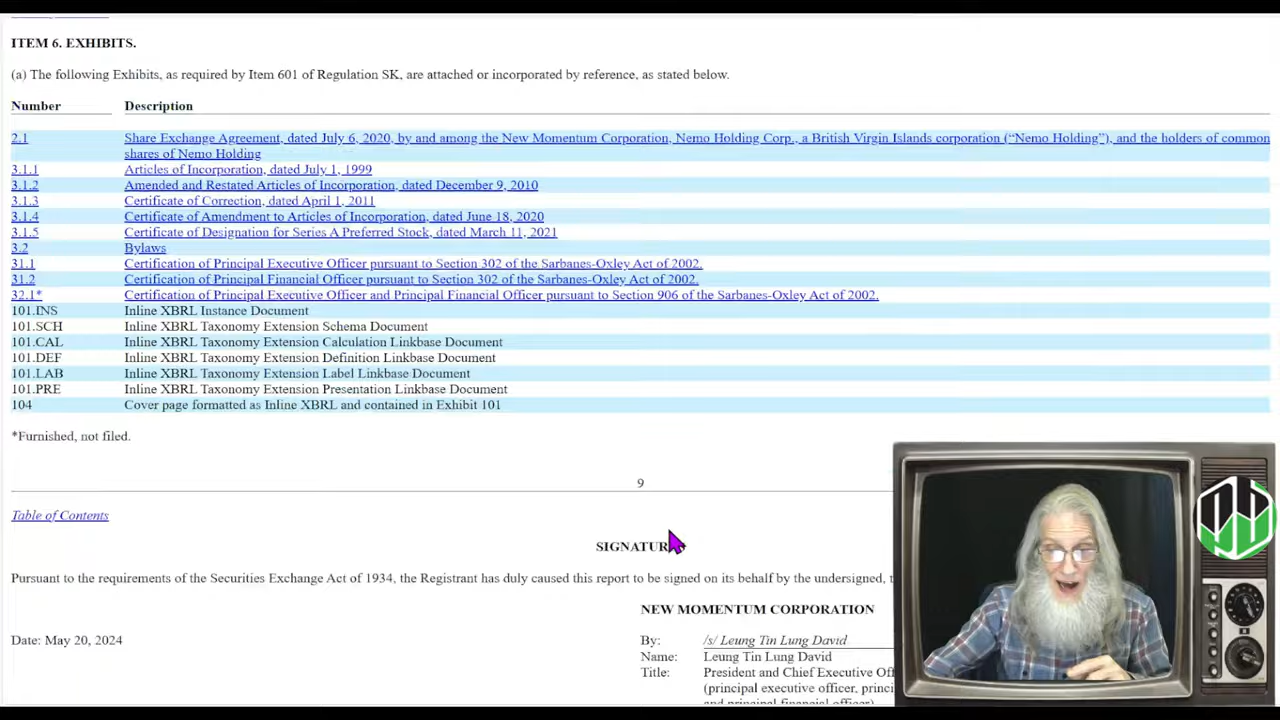 ITEM 6. EXHIBITS.
(a) The following Exhibits, as required by Item 601 of Regulation SK, are attached or incorporated by reference, as stated below.
Number Description
2.1 Share Exchange Agreement, dated July 6, 2020, by and among the New Momentum Corporation, Nemo Holding Corp., a British Virgin Islands corporation (“Nemo Holding”), and the holders of common
shares of Nemo Holding
3.1.1 Articles of Incorporation, dated July 1, 1999
3.1.2 Amended and Restated Articles of Incorporation, dated December 9, 2010
3.1.3 Certificate of Correction, dated April 1, 2011
3.1.4 Certificate of Amendment to Articles of Incorporation, dated June 18, 2020
3.1.5 Certificate of Designation for Series A Preferred Stock, dated March 11, 2021
3.2 Bylaws
31.1 Certification of Principal Executive Officer pursuant to Section 302 of the Sarbanes-Oxley Act of 2002.
31.2 Certification of Principal Financial Officer pursuant to Section 302 of the Sarbanes-Oxley Act of 2002.
32.1* Certification of Principal Executive Officer and Principal Financial Officer pursuant to Section 906 of the Sarbanes-Oxley Act of 2002.
101.INS Inline XBRL Instance Document
101.SCH Inline XBRL Taxonomy Extension Schema Document
101.CAL Inline XBRL Taxonomy Extension Calculation Linkbase Document
101.DEF Inline XBRL Taxonomy Extension Definition Linkbase Document
101.LAB Inline XBRL Taxonomy Extension Label Linkbase Document
101.PRE Inline XBRL Taxonomy Extension Presentation Linkbase Document
104 Cover page formatted as Inline XBRL and contained in Exhibit 101
*Furnished, not filed.
9
Table of Contents
SIGNATUR
Pursuant to the requirements of the Securities Exchange Act of 1934, the Registrant has duly caused this report to be signed on its behalf by the undersigned,
NEW MOMENTUM CORPORATION
Date: May 20, 2024 By: /s/ Leung Tin Lung David
Name: Leung Tin Lung David
Title: President and Chief Executive Off
(principal executive officer, princi
and principal financial officer)